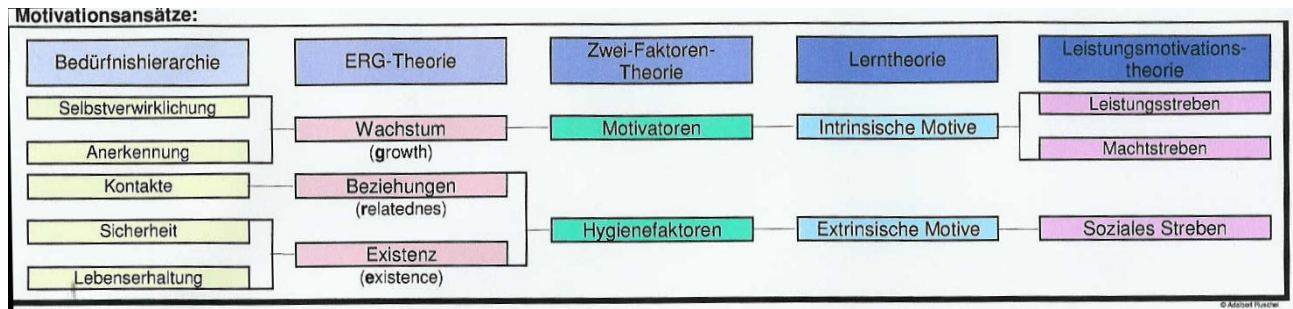 Motivationsansätze:
Bedürfnishierarchie
ERG-Theorie
Zwei-Faktoren-
Theorie
Lerntheorie
Leistungsmotivations-
theorie
Selbstverwirklichung
Anerkennung
Kontakte
Sicherheit
Lebenserhaltung
Wachstum
(growth)
Beziehungen
(relatednes)
Existenz
(existence)
Motivatoren
Hygienefaktoren
Intrinsische Motive
Extrinsische Motive
Leistungsstreben
Machtstreben
Soziales Streben
© Adalbert Ruschel